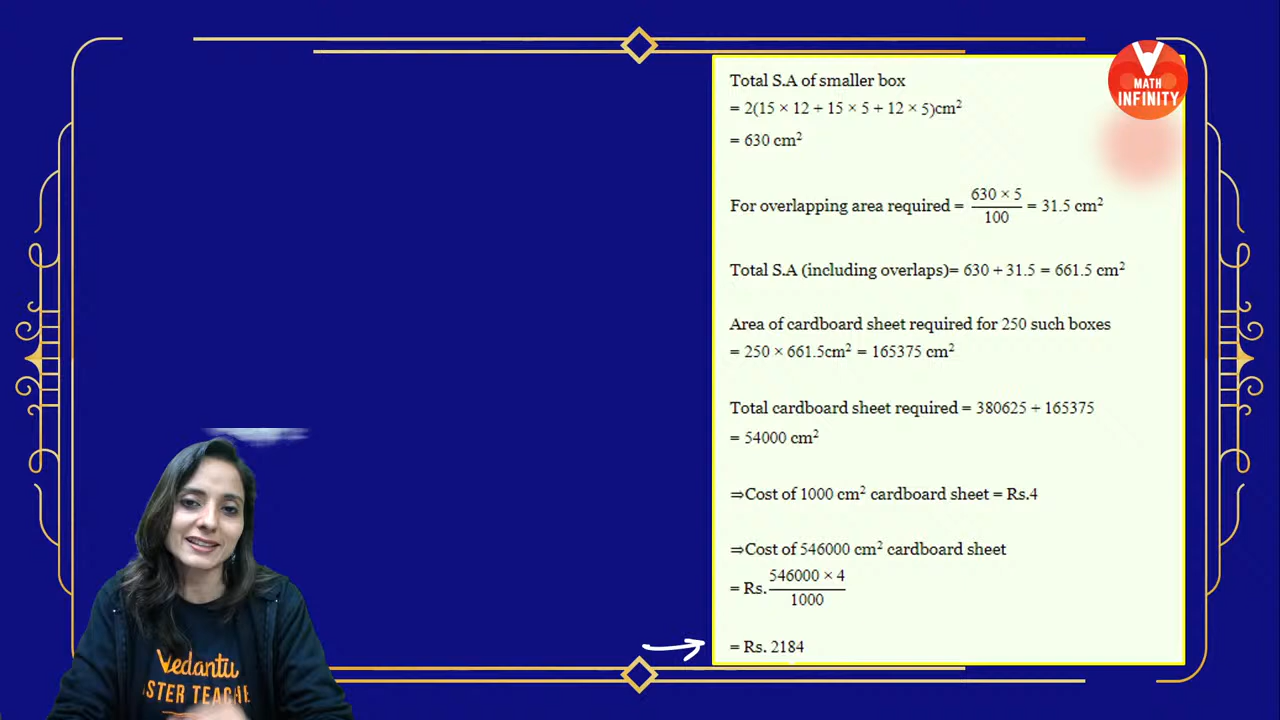 MATH
INFINITY
Total S.A of smaller box
= 2(15 × 12 + 15 × 5 + 12 × 5)cm²
= 630 cm²
For overlapping area required = \frac{630 × 5}{100} = 31.5 cm²
Total S.A (including overlaps)= 630 + 31.5 = 661.5 cm²
Area of cardboard sheet required for 250 such boxes
= 250 × 661.5cm² = 165375 cm²
Total cardboard sheet required = 380625 + 165375
= 54000 cm²
⇒Cost of 1000 cm² cardboard sheet = Rs.4
⇒Cost of 546000 cm² cardboard sheet
= Rs.\frac{546000 × 4}{1000}
= Rs. 2184
Vedantu
STER TEACHE